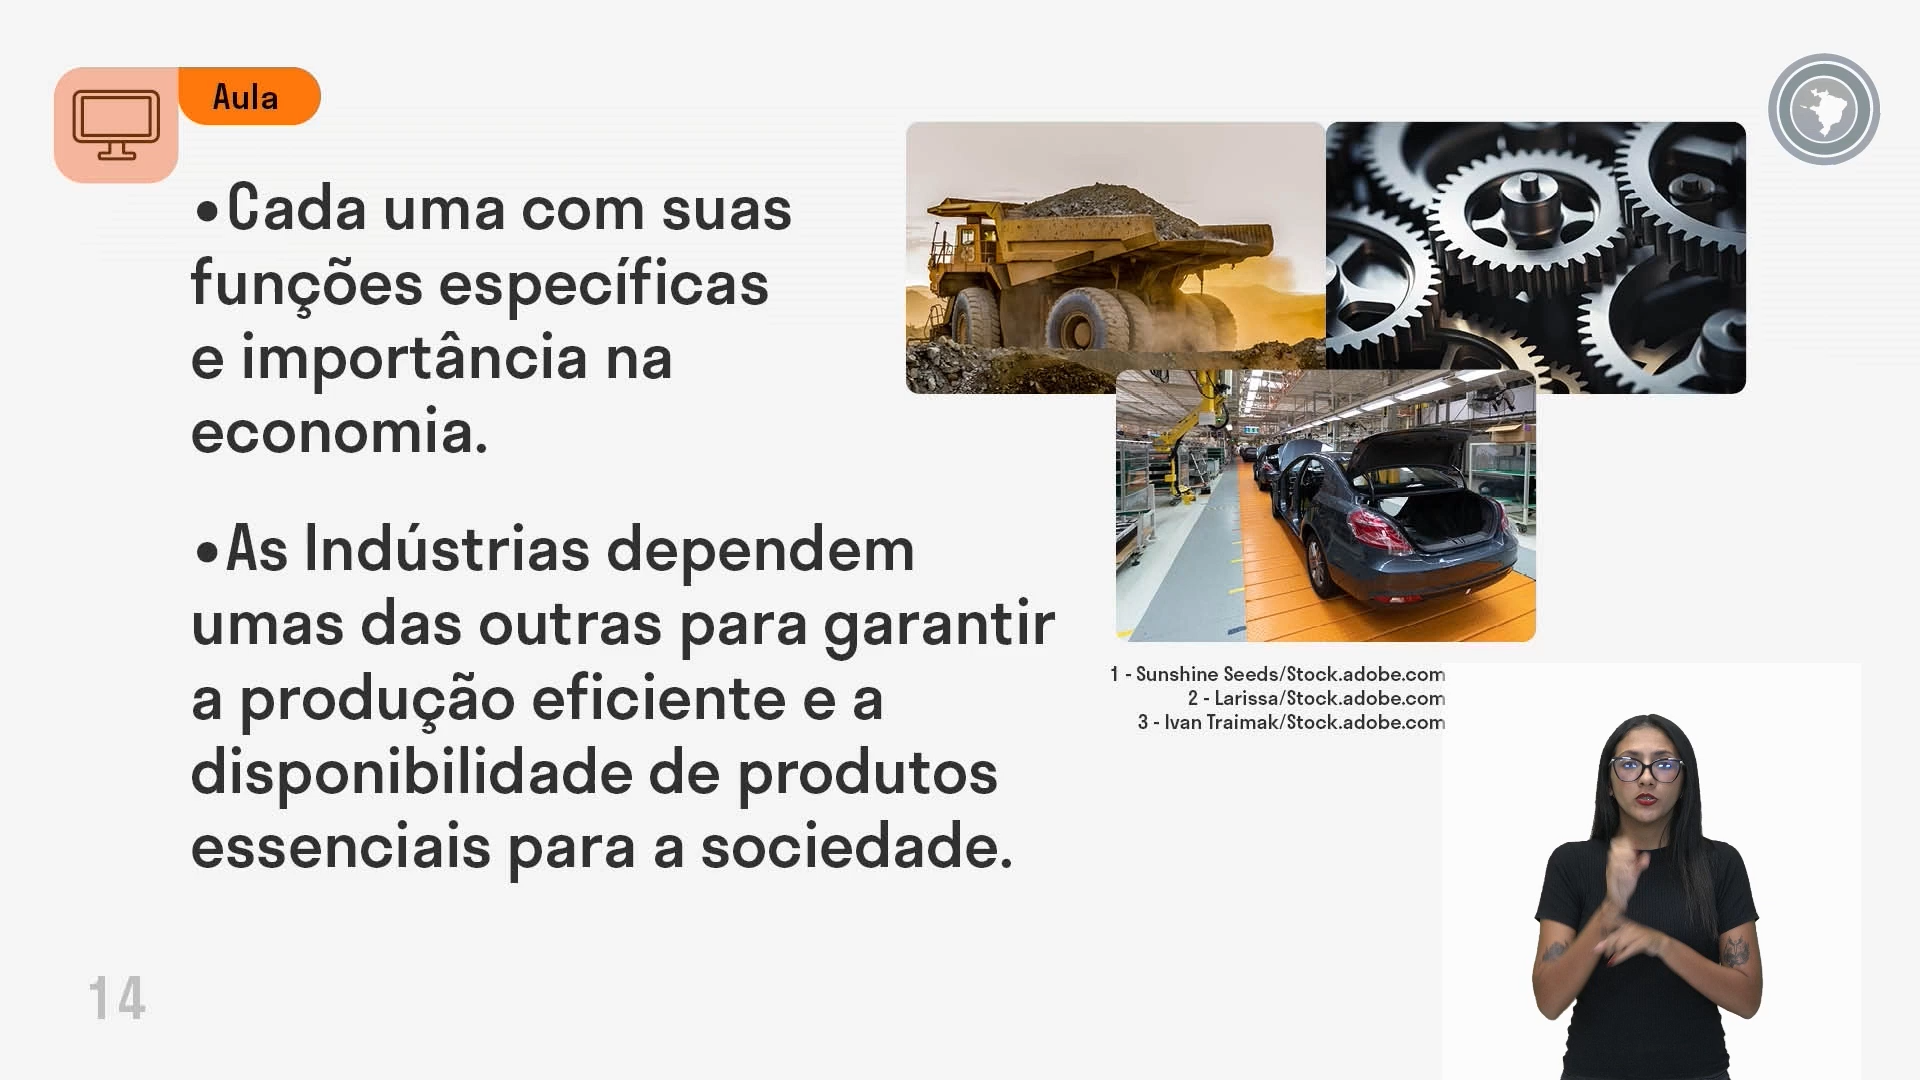 Aula
•Cada uma com suas
funções específicas
e importância na
economia.
•As Indústrias dependem
umas das outras para garantir
a produção eficiente e a
disponibilidade de produtos
essenciais para a sociedade.
1 - Sunshine Seeds/Stock.adobe.com
2 - Larissa/Stock.adobe.com
3 - Ivan Traimak/Stock.adobe.com
14